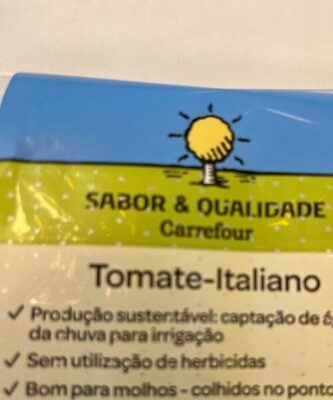 SABOR & QUALIDADE
Carrefour
Tomate-Italiano
✓ Produção sustentável: captação de
da chuva para irrigação
✓ Sem utilização de herbicidas
✓ Bom para molhos - colhidos no ponto